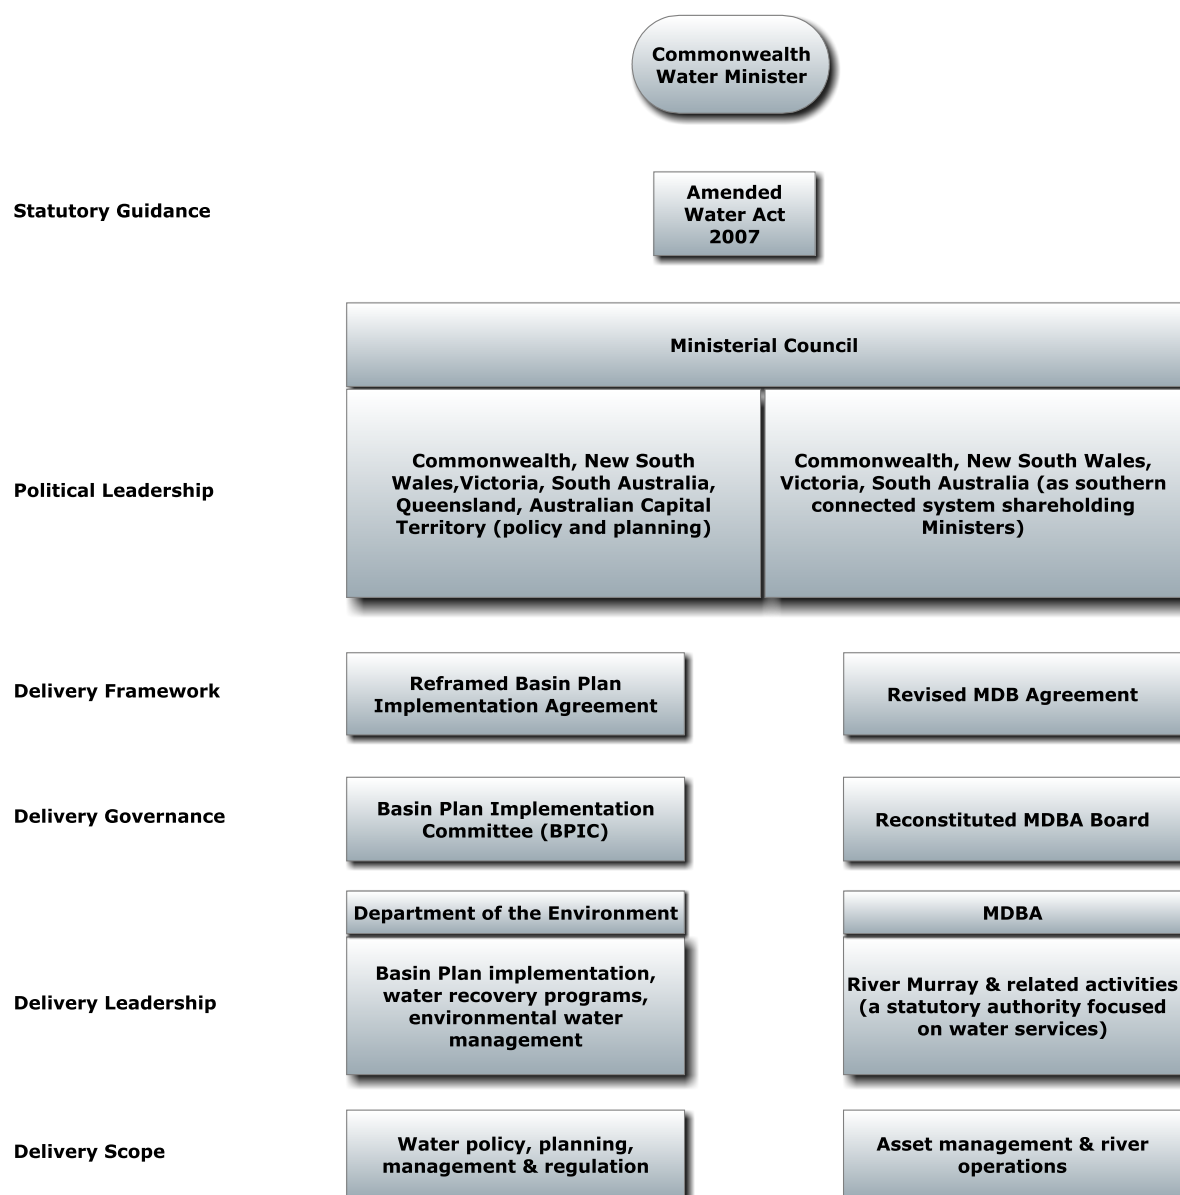 Commonwealth
Water Minister
Statutory Guidance
Amended
Water Act
2007
Ministerial Council
Political Leadership
Commonwealth, New South
Wales,Victoria, South Australia,
Queensland, Australian Capital
Territory (policy and planning)
Commonwealth, New South Wales,
Victoria, South Australia (as southern
connected system shareholding
Ministers)
Delivery Framework
Reframed Basin Plan
Implementation Agreement
Revised MDB Agreement
Delivery Governance
Basin Plan Implementation
Committee (BPIC)
Reconstituted MDBA Board
Delivery Leadership
Department of the Environment
Basin Plan implementation,
water recovery programs,
environmental water
management
MDBA
River Murray & related activities
(a statutory authority focused
on water services)
Delivery Scope
Water policy, planning,
management & regulation
Asset management & river
operations